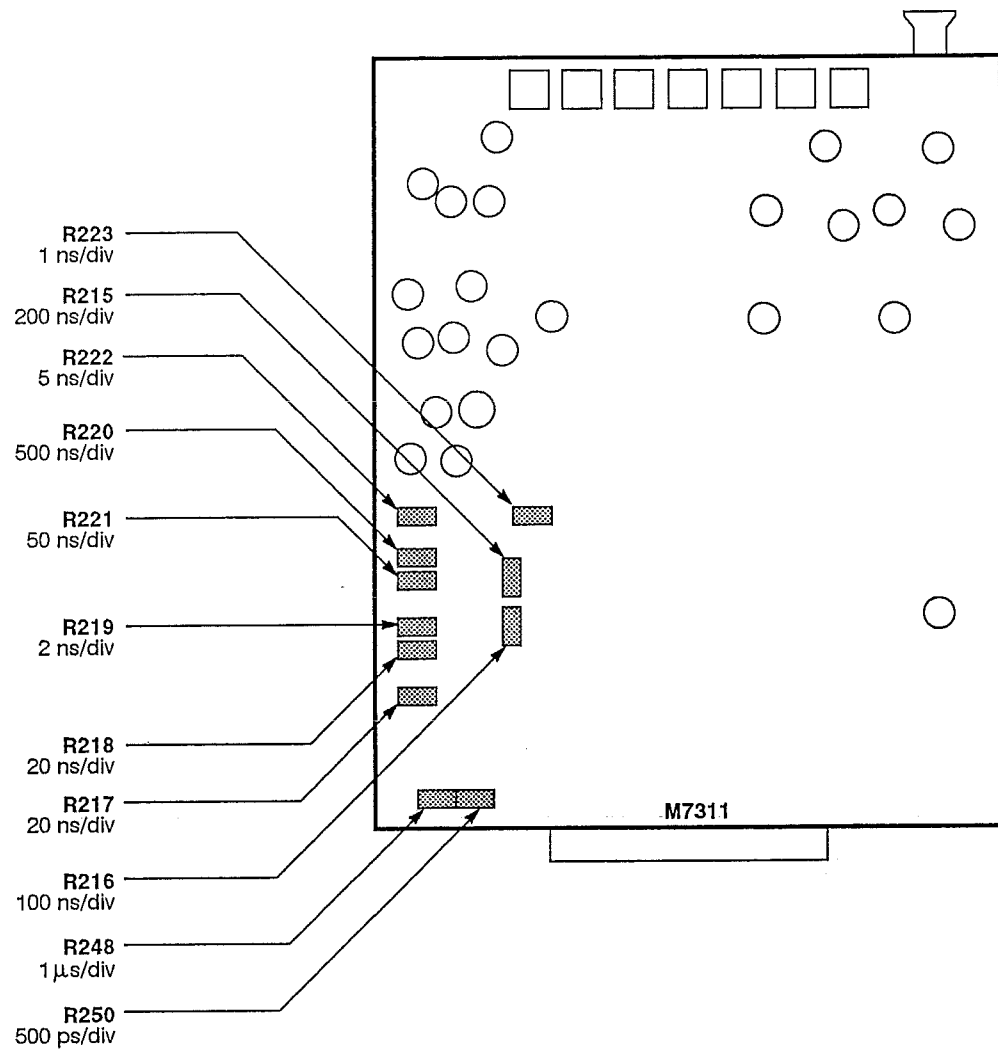 R223
1 ns/div
R215
200 ns/div
R222
5 ns/div
R220
500 ns/div
R221
50 ns/div
R219
2 ns/div
R218
20 ns/div
R217
20 ns/div
R216
100 ns/div
R248
1µs/div
R250
500 ps/div
M7311